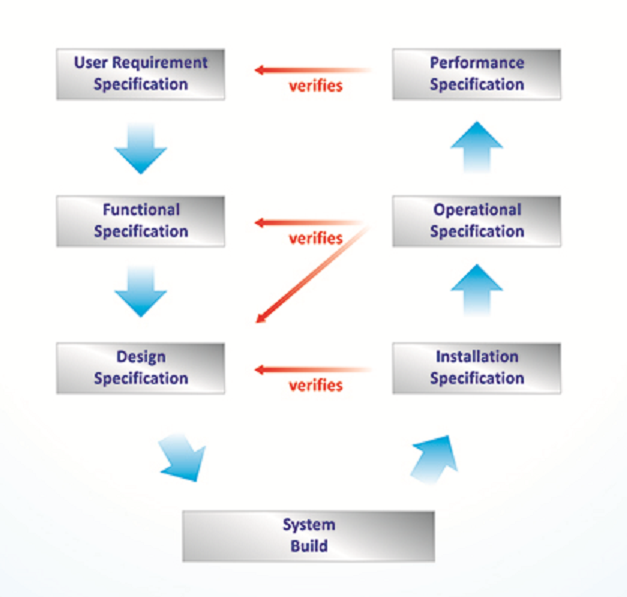 User Requirement
Specification
verifies
Performance
Specification
Functional
Specification
verifies
Operational
Specification
Design
Specification
verifies
Installation
Specification
System
Build